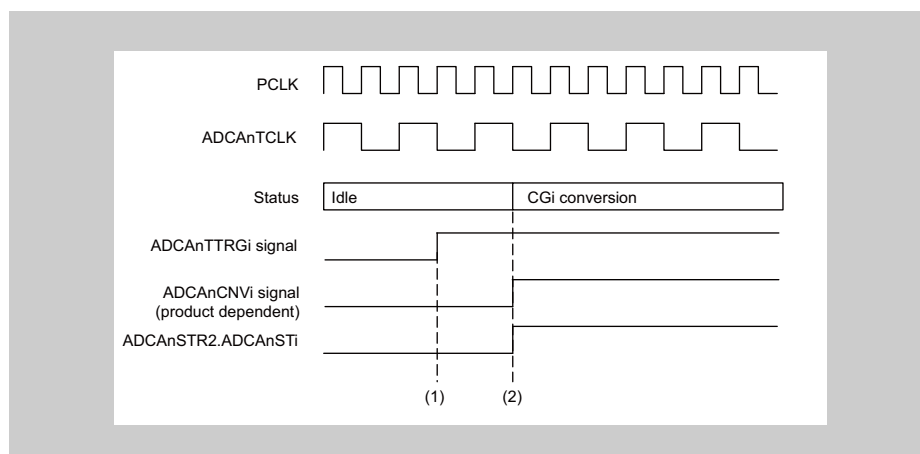 PCLK
ADCAnTCLK
Status
Idle
CGi conversion
ADCAnTTRGi signal
ADCAnCNVi signal
(product dependent)
ADCAnSTR2.ADCAnSTi
(1)
(2)